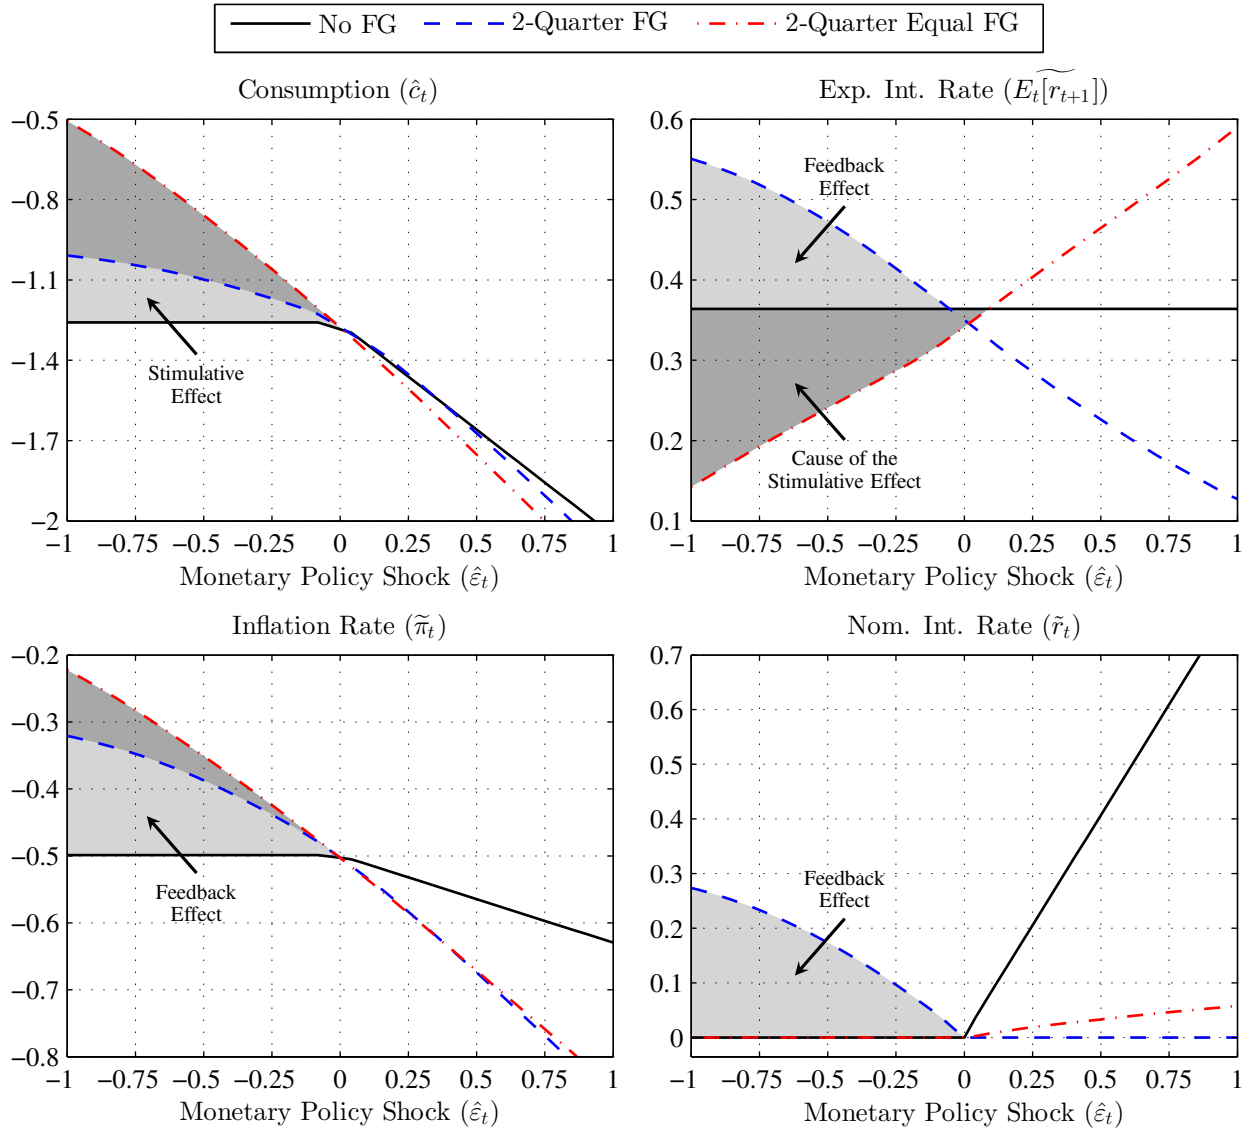 No FG 2-Quarter FG 2-Quarter Equal FG
Consumption (ĉ_t)
−0.5
−0.8
−1.1
−1.4
−1.7
−2
Stimulative
Effect
−1 −0.75 −0.5 −0.25 0 0.25 0.5 0.75 1
Monetary Policy Shock (ε̂_t)
Exp. Int. Rate (E_t[r_{t+1}])
0.6
0.5
0.4
0.3
0.2
0.1
Feedback
Effect
Cause of the
Stimulative Effect
−1 −0.75 −0.5 −0.25 0 0.25 0.5 0.75 1
Monetary Policy Shock (ε̂_t)
Inflation Rate (π̃_t)
−0.2
−0.3
−0.4
−0.5
−0.6
−0.7
−0.8
Feedback
Effect
−1 −0.75 −0.5 −0.25 0 0.25 0.5 0.75 1
Monetary Policy Shock (ε̂_t)
Nom. Int. Rate (r̃_t)
0.7
0.6
0.5
0.4
0.3
0.2
0.1
0
Feedback
Effect
−1 −0.75 −0.5 −0.25 0 0.25 0.5 0.75 1
Monetary Policy Shock (ε̂_t)